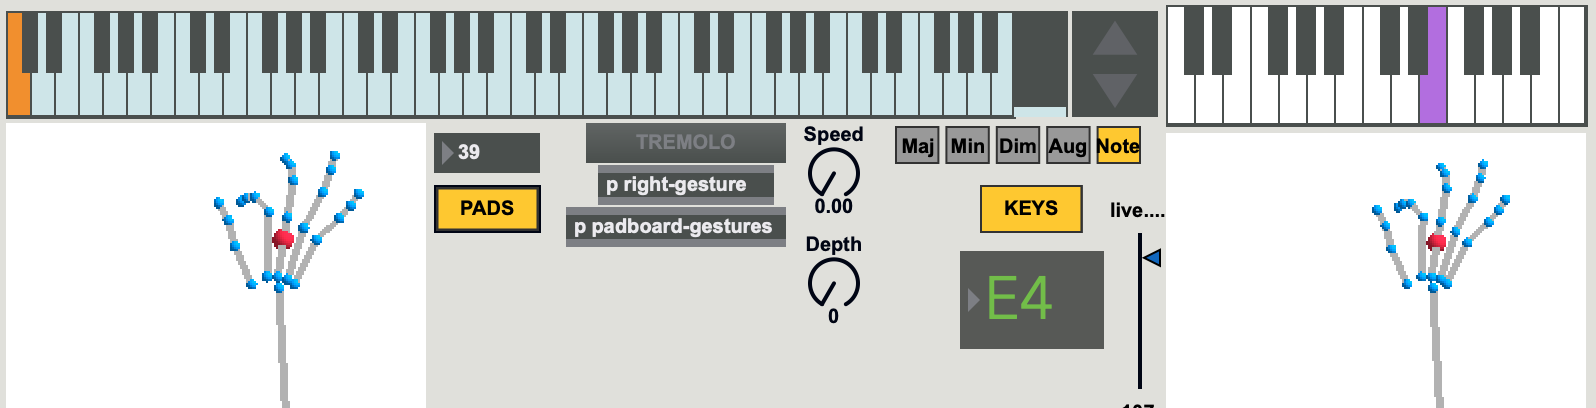 39
PADS
TREMOLO
p right-gesture
p padboard-gestures
Speed
0.00
Depth
0
Maj Min Dim Aug Note
KEYS
live....
E4